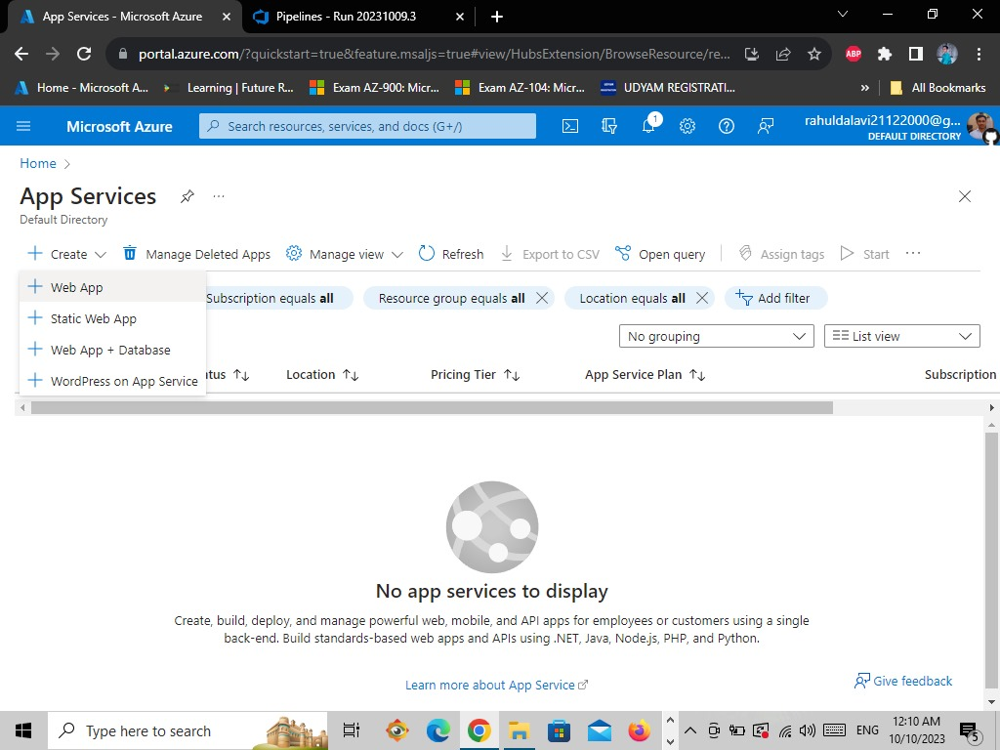 App Services - Microsoft Azure
Pipelines - Run 20231009.3
portal.azure.com/?quickstart=true&feature.msaljs=true#view/HubsExtension/BrowseResource/re...
ABP
Home - Microsoft A...
Learning | Future R...
Exam AZ-900: Micr...
Exam AZ-104: Micr...
UDYAM REGISTRATI...
»
All Bookmarks
Microsoft Azure
Search resources, services, and docs (G+/)
1
rahuldalavi21122000@g...
DEFAULT DIRECTORY
Home
App Services
...
Default Directory
Create
Manage Deleted Apps
Manage view
Refresh
Export to CSV
Open query
Assign tags
Start
...
Web App
Static Web App
Web App + Database
WordPress on App Service
Subscription equals all
Resource group equals all
Location equals all
Add filter
No grouping
List view
Location
Pricing Tier
App Service Plan
Subscription
No app services to display
Create, build, deploy, and manage powerful web, mobile, and API apps for employees or customers using a single
back-end. Build standards-based web apps and APIs using .NET, Java, Node.js, PHP, and Python.
Learn more about App Service
Give feedback
Type here to search
ENG
12:10 AM
10/10/2023
5